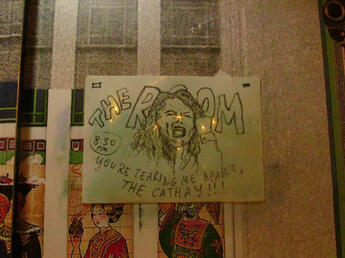 THE ROOM
8:30
PM
YOU'RE TEARING ME APART,
THE CATHAY!!!